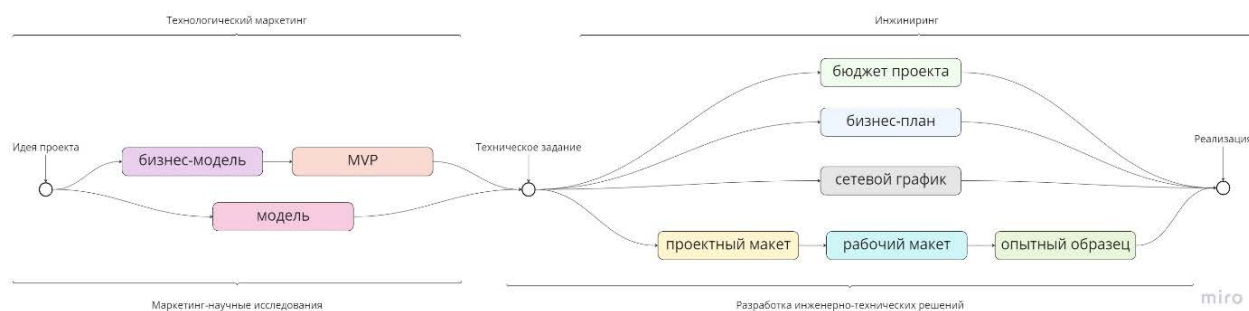 Технологический маркетинг
Инжиниринг
бюджет проекта
бизнес-план
Идея проекта
Техническое задание
Реализация
бизнес-модель
MVP
сетевой график
модель
проектный макет
рабочий макет
опытный образец
Маркетинг-научные исследования
Разработка инженерно-технических решений
miro